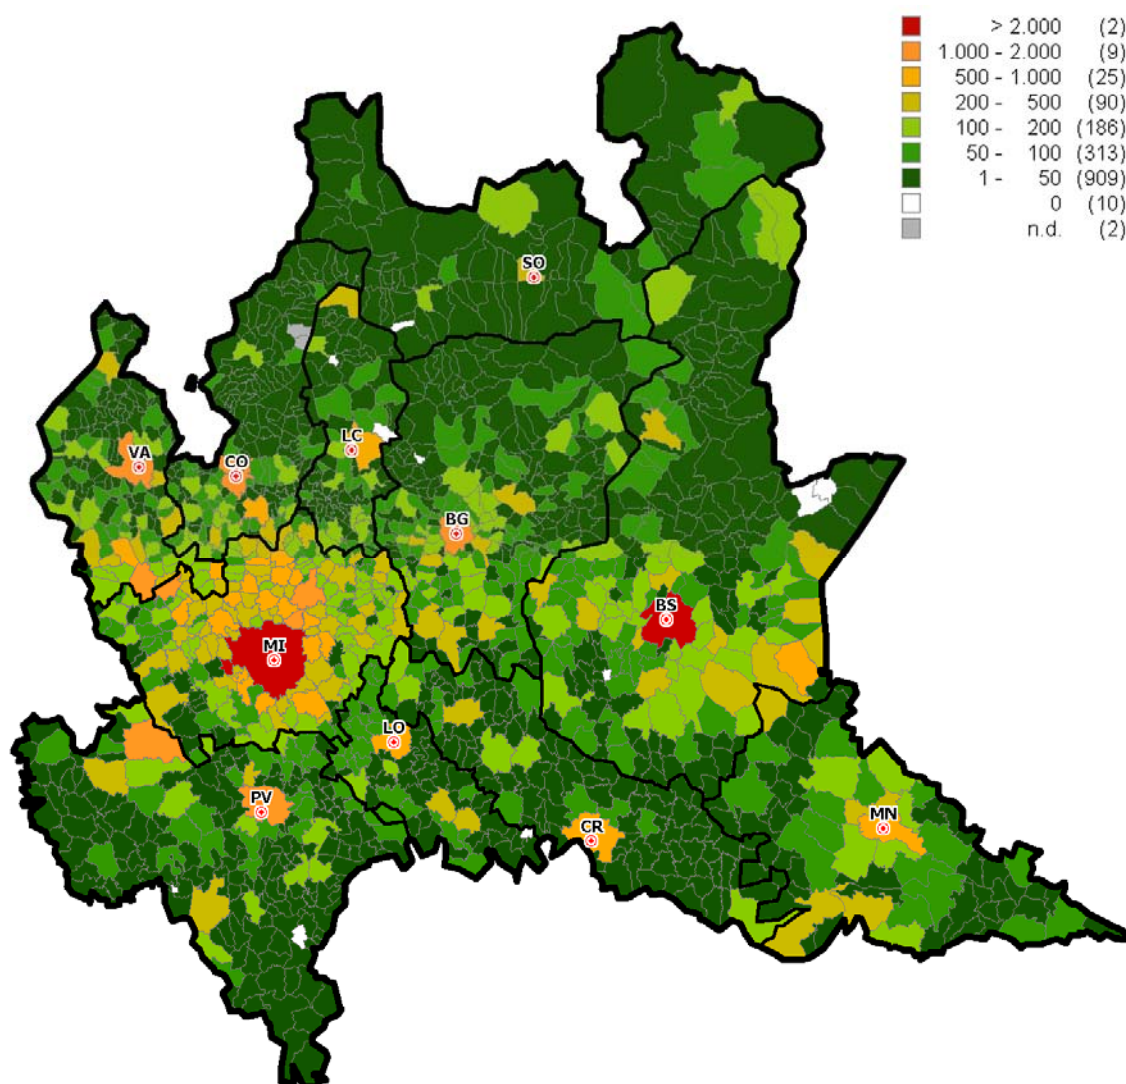 > 2.000 (2)
1.000 - 2.000 (9)
500 - 1.000 (25)
200 - 500 (90)
100 - 200 (186)
50 - 100 (313)
1 - 50 (909)
0 (10)
n.d. (2)
SO
LC
VA
CO
BG
BS
MI
LO
PV
CR
MN